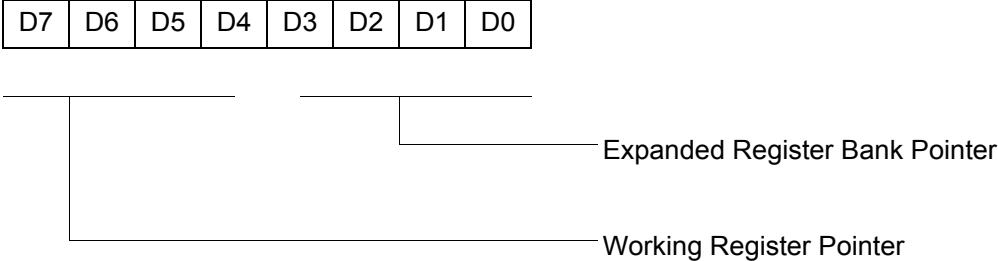 D7 D6 D5 D4 D3 D2 D1 D0
Expanded Register Bank Pointer
Working Register Pointer